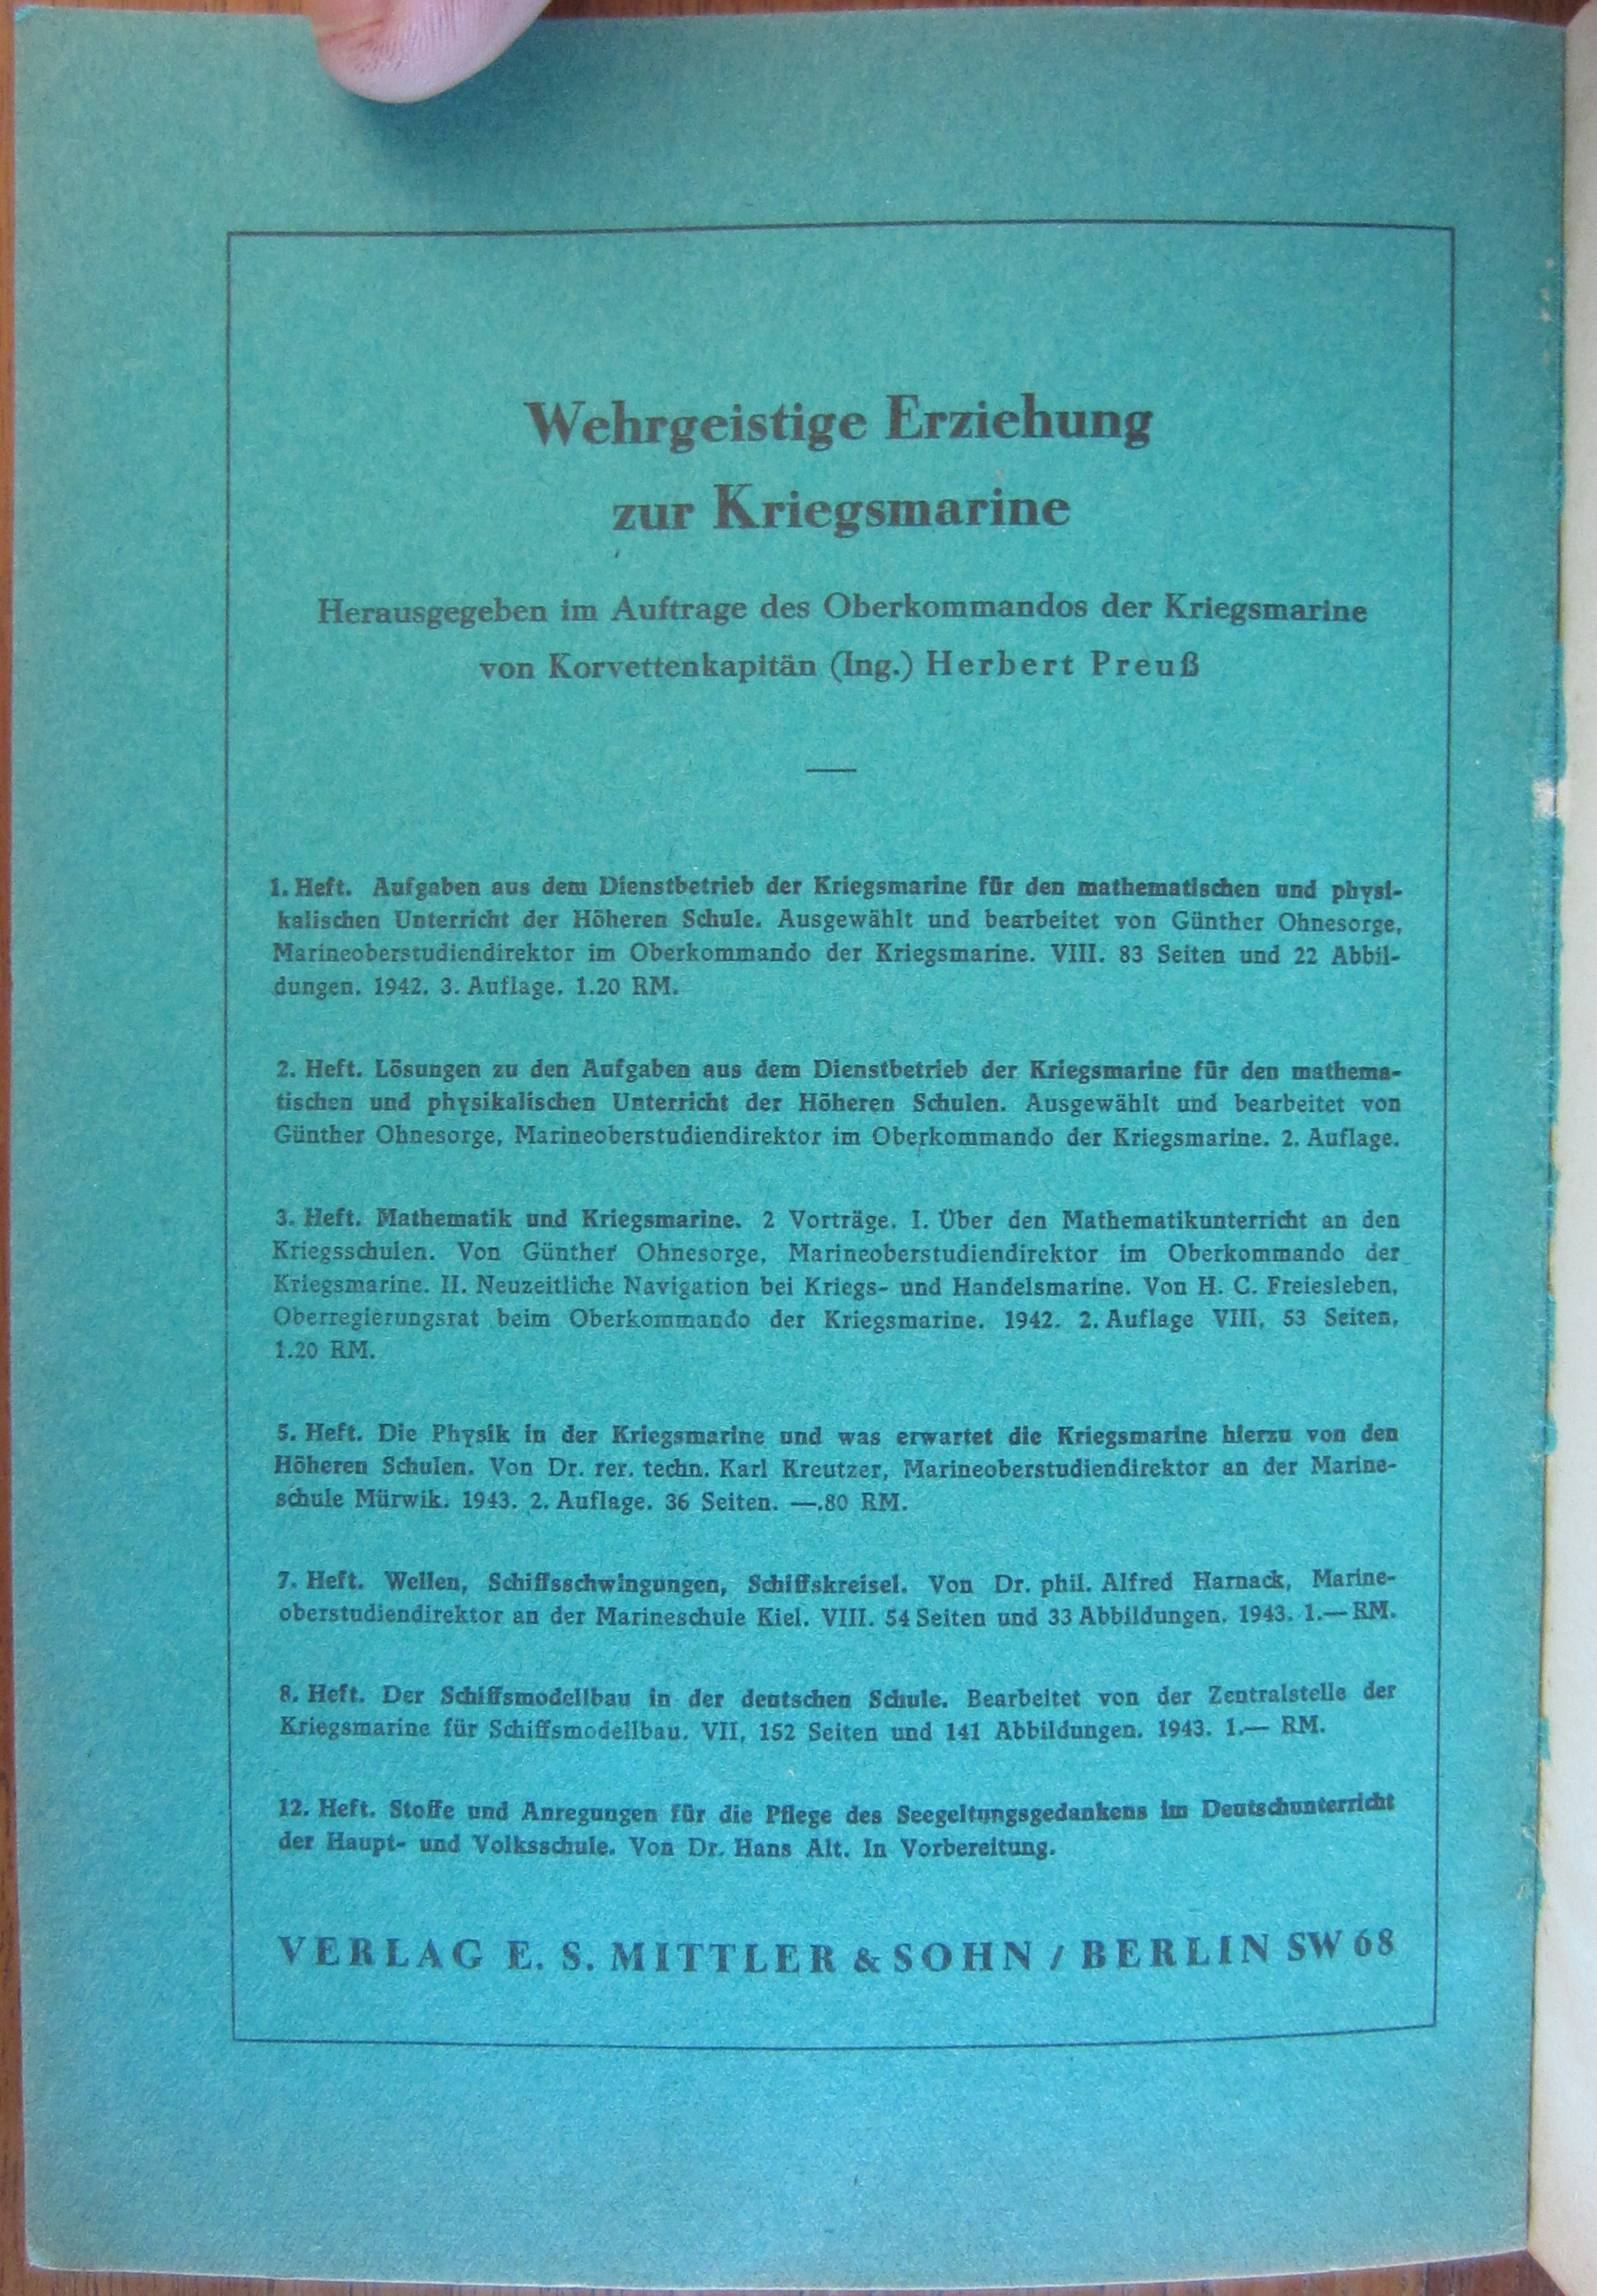 Wehrgeistige Erziehung
zur Kriegsmarine
Herausgegeben im Auftrage des Oberkommandos der Kriegsmarine
von Korvettenkapitän (Ing.) Herbert Preuß
1. Heft. Aufgaben aus dem Dienstbetrieb der Kriegsmarine für den mathematischen und physi-
kalischen Unterricht der Höheren Schule. Ausgewählt und bearbeitet von Günther Ohnesorge,
Marineoberstudiendirektor im Oberkommando der Kriegsmarine. VIII. 83 Seiten und 22 Abbil-
dungen. 1942. 3. Auflage. 1.20 RM.
2. Heft. Lösungen zu den Aufgaben aus dem Dienstbetrieb der Kriegsmarine für den mathema-
tischen und physikalischen Unterricht der Höheren Schulen. Ausgewählt und bearbeitet von
Günther Ohnesorge, Marineoberstudiendirektor im Oberkommando der Kriegsmarine. 2. Auflage.
3. Heft. Mathematik und Kriegsmarine. 2 Vorträge. I. Über den Mathematikunterricht an den
Kriegsschulen. Von Günther Ohnesorge, Marineoberstudiendirektor im Oberkommando der
Kriegsmarine. II. Neuzeitliche Navigation bei Kriegs- und Handelsmarine. Von H. C. Freiesleben,
Oberregierungsrat beim Oberkommando der Kriegsmarine. 1942. 2. Auflage VIII, 53 Seiten,
1.20 RM.
5. Heft. Die Physik in der Kriegsmarine und was erwartet die Kriegsmarine hierzu von den
Höheren Schulen. Von Dr. rer. techn. Karl Kreutzer, Marineoberstudiendirektor an der Marine-
schule Mürwik. 1943. 2. Auflage. 36 Seiten. —.80 RM.
7. Heft. Wellen, Schiffsschwingungen, Schiffskreisel. Von Dr. phil. Alfred Harnack, Marine-
oberstudiendirektor an der Marineschule Kiel. VIII. 54 Seiten und 33 Abbildungen. 1943. 1.— RM.
8. Heft. Der Schiffsmodellbau in der deutschen Schule. Bearbeitet von der Zentralstelle der
Kriegsmarine für Schiffsmodellbau. VII, 152 Seiten und 141 Abbildungen. 1943. 1.— RM.
12. Heft. Stoffe und Anregungen für die Pflege des Seegeltungsgedankens im Deutschunterricht
der Haupt- und Volksschule. Von Dr. Hans Alt. In Vorbereitung.
VERLAG E. S. MITTLER & SOHN / BERLIN SW 68